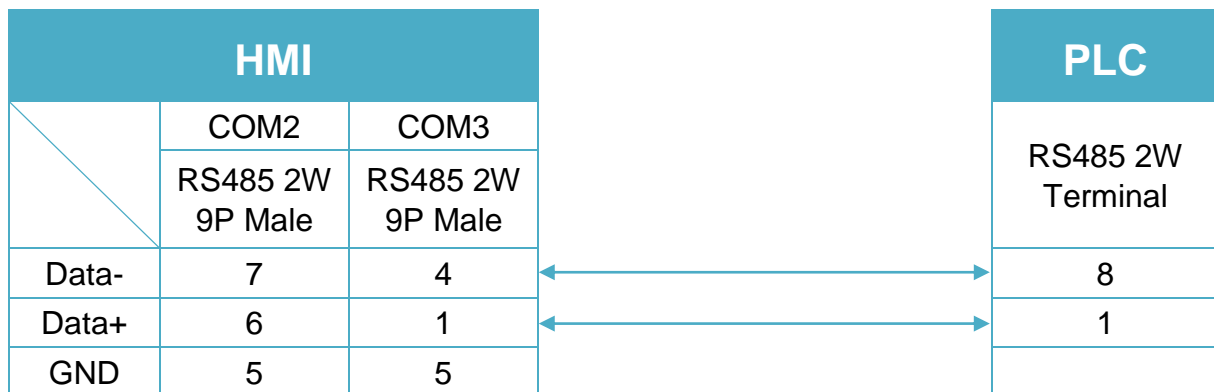 HMI PLC
COM2 COM3
RS485 2W RS485 2W RS485 2W
9P Male 9P Male Terminal
Data- 7 4 8
Data+ 6 1 1
GND 5 5